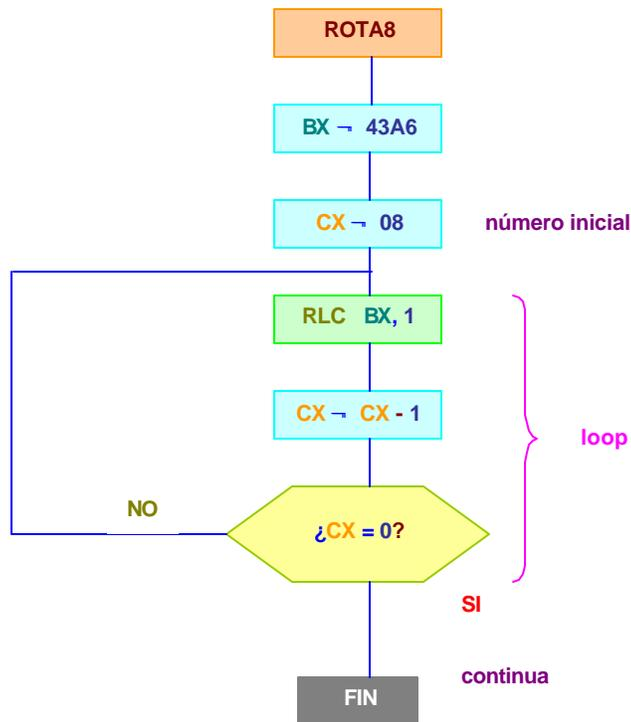 ROTA8
BX ¬ 43A6
CX ¬ 08
número inicial
RLC BX, 1
CX ¬ CX - 1
loop
NO
¿CX = 0?
SI
continua
FIN